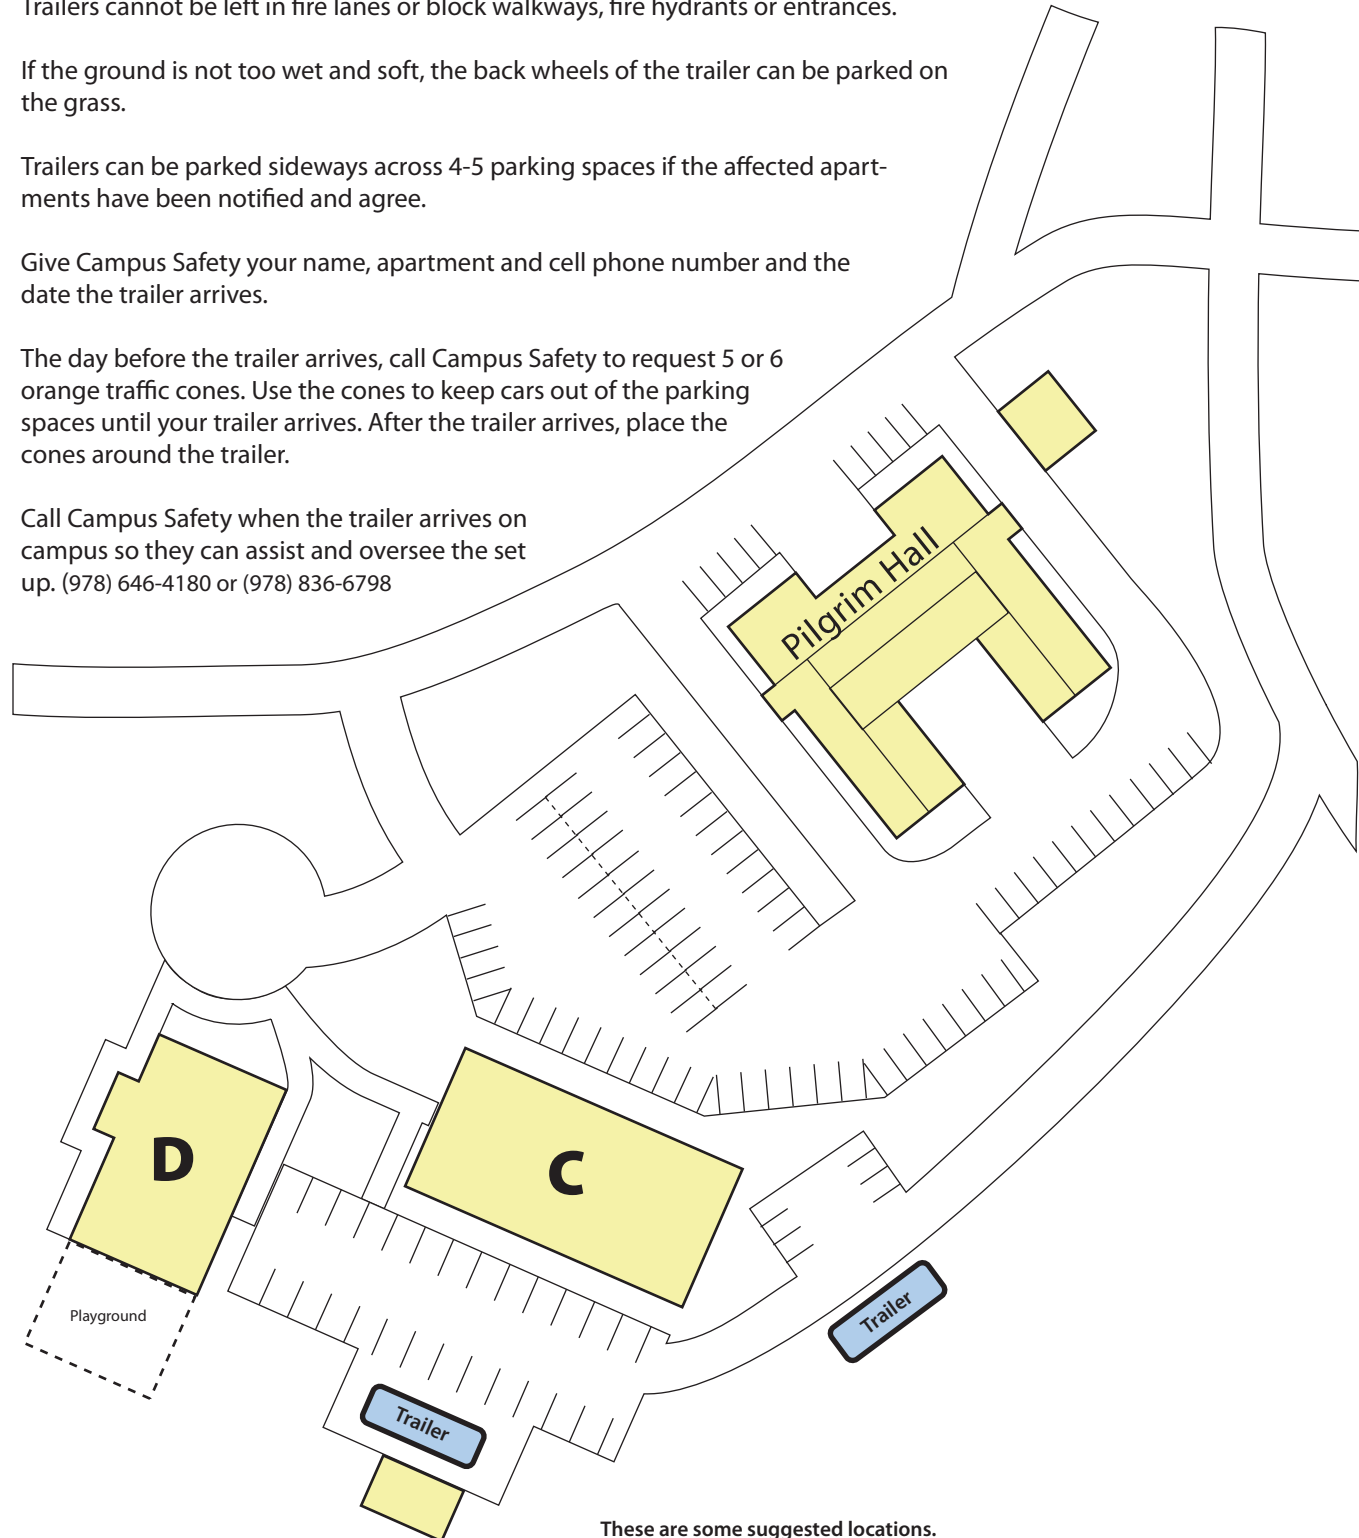 Trailers cannot be left in fire lanes or block walkways, fire hydrants or entrances.
If the ground is not too wet and soft, the back wheels of the trailer can be parked on
the grass.
Trailers can be parked sideways across 4-5 parking spaces if the affected apart-
ments have been notified and agree.
Give Campus Safety your name, apartment and cell phone number and the
date the trailer arrives.
The day before the trailer arrives, call Campus Safety to request 5 or 6
orange traffic cones. Use the cones to keep cars out of the parking
spaces until your trailer arrives. After the trailer arrives, place the
cones around the trailer.
Call Campus Safety when the trailer arrives on
campus so they can assist and oversee the set
up. (978) 646-4180 or (978) 836-6798
Pilgrim Hall
D
C
Playground
Trailer
Trailer
These are some suggested locations.